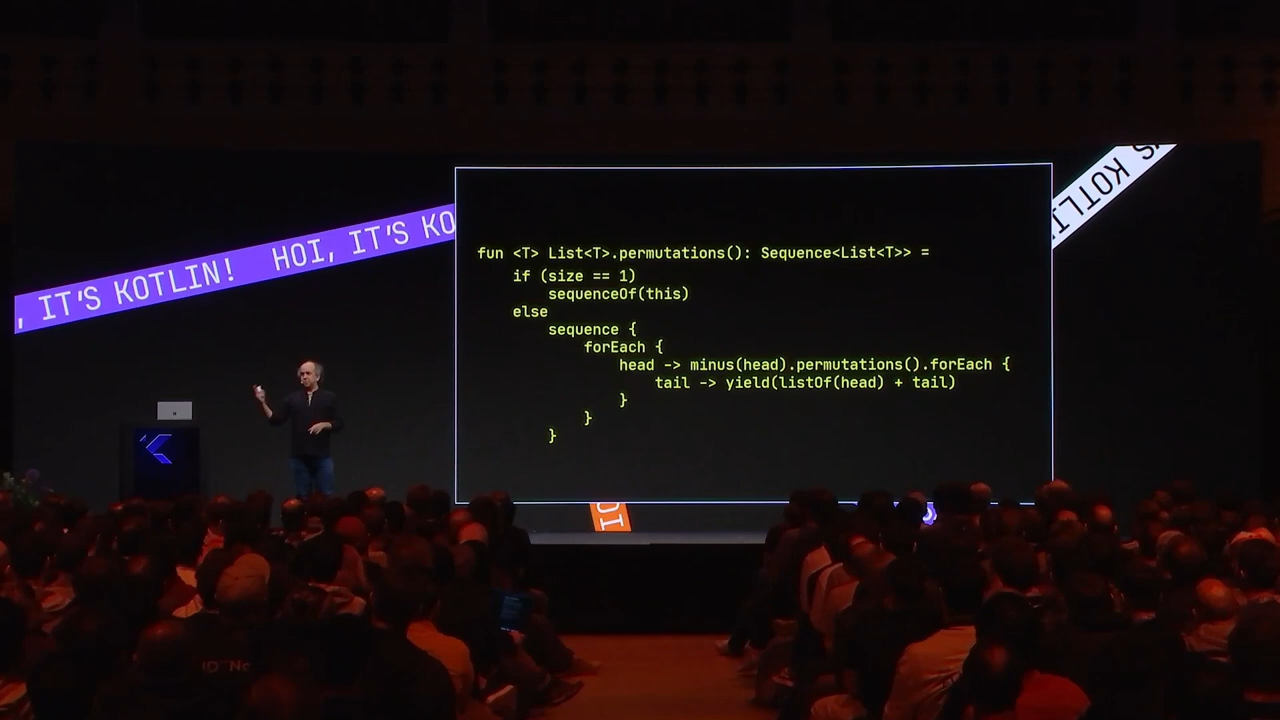 , IT'S KOTLIN! HOI, IT'S KO
'S KOTLI
fun <T> List<T>.permutations(): Sequence<List<T>> =
    if (size == 1)
        sequenceOf(this)
    else
        sequence {
            forEach {
                head -> minus(head).permutations().forEach {
                    tail -> yield(listOf(head) + tail)
                }
            }
        }
OI